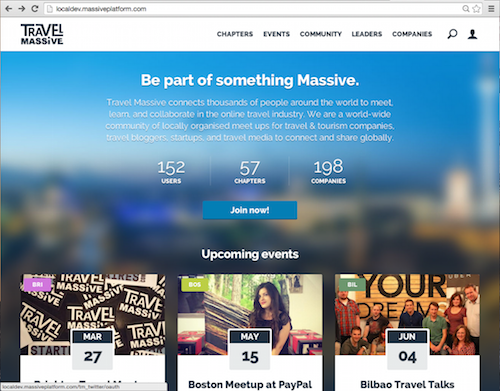 localdev.massiveplatform.com
TRAVEL
MASSIVE
CHAPTERS EVENTS COMMUNITY LEADERS COMPANIES
Be part of something Massive.
Travel Massive connects thousands of people around the world to meet,
learn, and collaborate in the online travel industry. We are a world-wide
community of locally organised meet ups for travel & tourism companies,
travel bloggers, startups, and travel media to connect and share globally.
152 57 198
USERS CHAPTERS COMPANIES
Join now!
Upcoming events
BRI BOS BIL
TRAVEL
MASSIVE
YOUR
DREAM
MAR MAY JUN
27 15 04
localdev.massiveplatform.com/tm_twitter/oauth
Boston Meetup at PayPal Bilbao Travel Talks